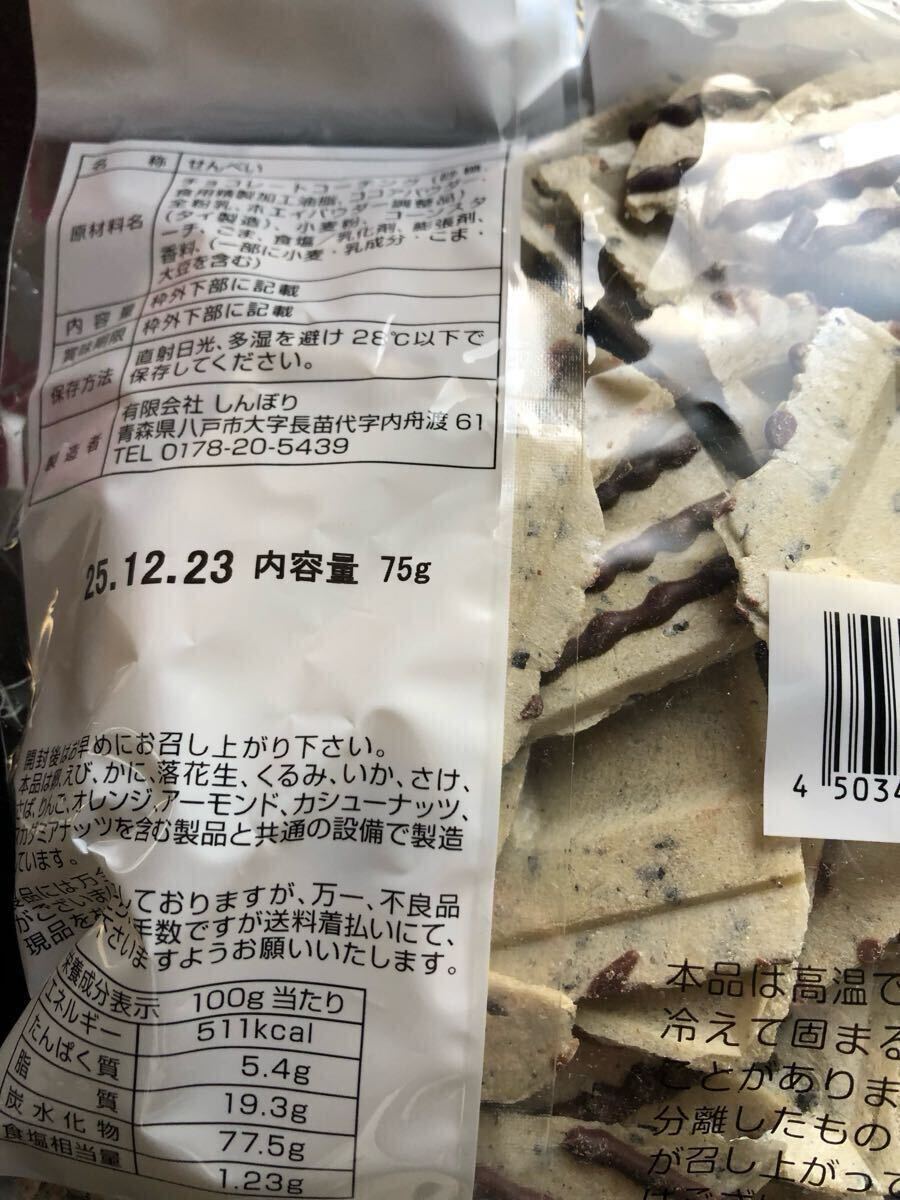 名称 せんべい
原材料名 チョコレートコーチング（砂糖、
食用精製加工油脂、ココアパウダー、
全粉乳、ホエイパウダー調整品）
（タイ製造）、小麦粉、コーンスタ
ーチ、ごま、食塩／乳化剤、膨張剤、
香料、（一部に小麦・乳成分・ごま・
大豆を含む）
内容量 枠外下部に記載
賞味期限 枠外下部に記載
保存方法 直射日光、多湿を避け 28℃以下で
保存してください。
製造者 有限会社 しんぼり
青森県八戸市大字長苗代字内舟渡 61
TEL 0178-20-5439
25.12.23 内容量 75g
開封後はお早めにお召し上がり下さい。
本品は卵、えび、かに、落花生、くるみ、いか、さけ、
さば、りんご、オレンジ、アーモンド、カシューナッツ、
マカダミアナッツを含む製品と共通の設備で製造
ています。
しておりますが、万一、不良品
がございまし 手数ですが送料着払いにて、
現品を さいますようお願いいたします。
栄養成分表示 100g当たり
エネルギー 511kcal
たんぱく質 5.4g
脂質 19.3g
炭水化物 77.5g
食塩相当量 1.23g
4 5034
本品は高温で
冷えて固まる
ことがありま
分離したもの
が召し上がって